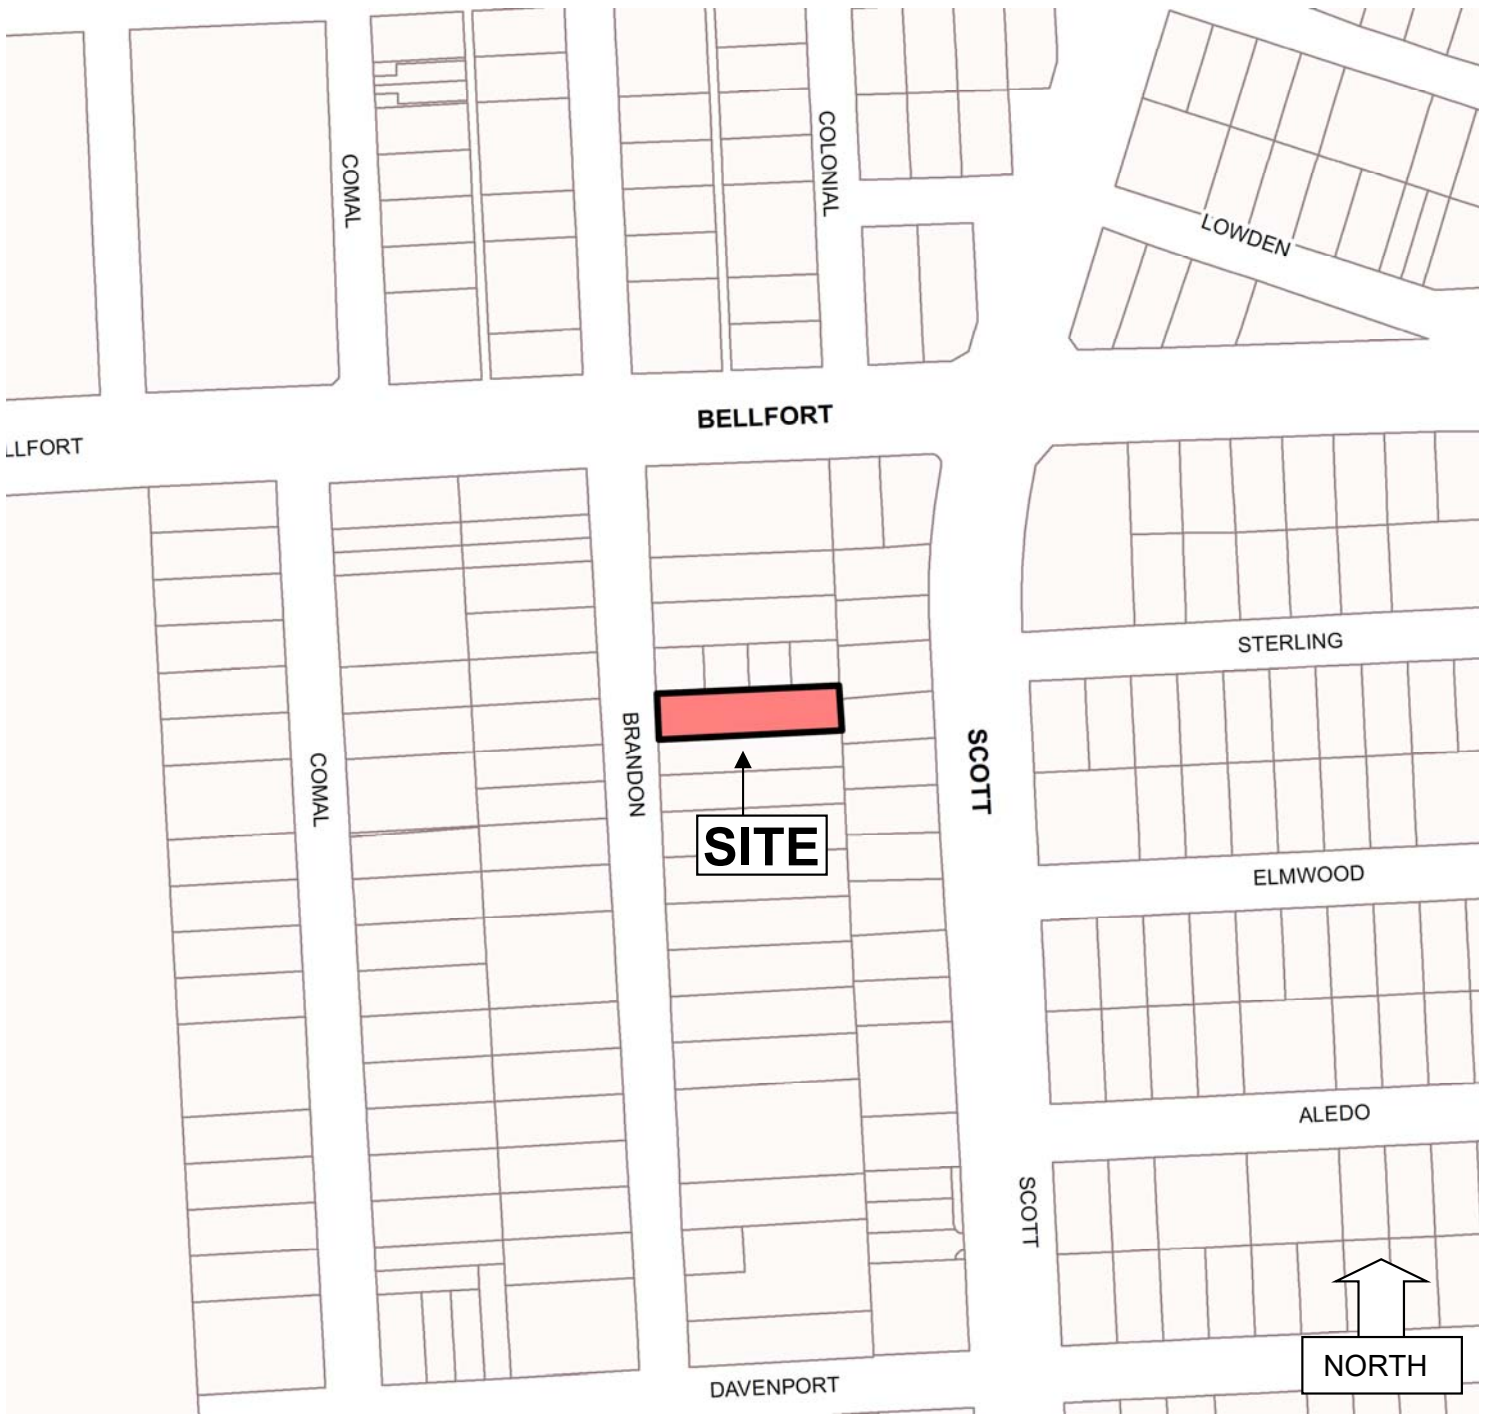 COMAL
COLONIAL
LOWDEN
BELLFORT
LLFORT
STERLING
BRANDON
SCOTT
COMAL
SITE
ELMWOOD
ALEDO
SCOTT
NORTH
DAVENPORT